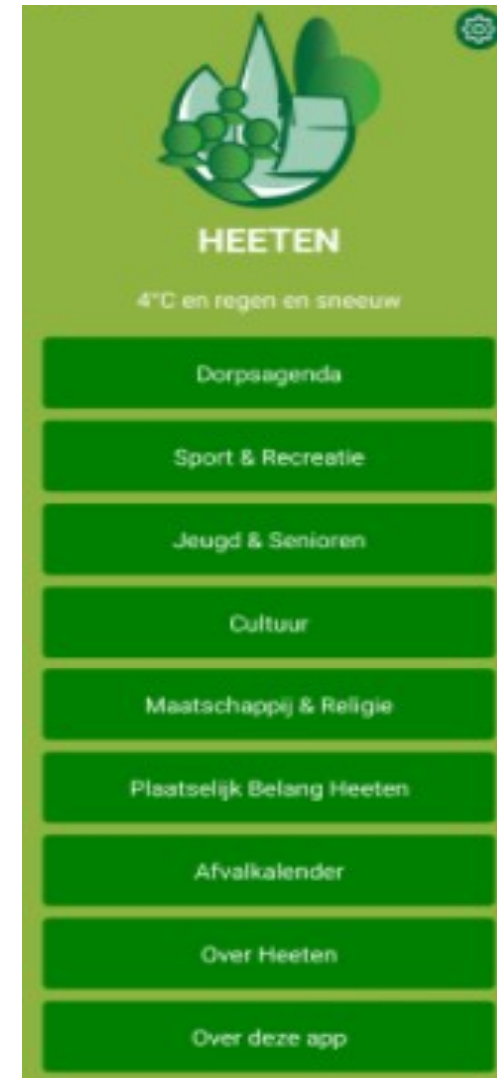 HEETEN
4°C en regen en sneeuw
Dorpsagenda
Sport & Recreatie
Jeugd & Senioren
Cultuur
Maatschappij & Religie
Plaatselijk Belang Heeten
Afvalkalender
Over Heeten
Over deze app